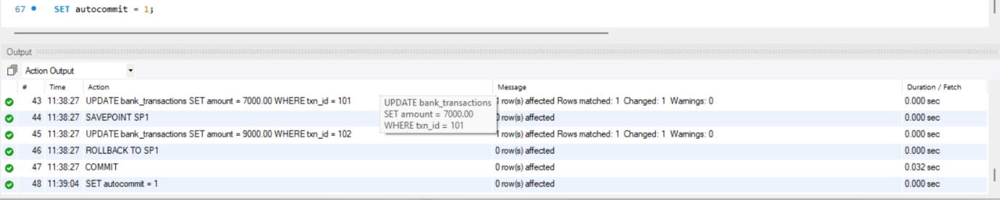 67 SET autocommit = 1;
Output
Action Output
# Time Action Message Duration / Fetch
43 11:38:27 UPDATE bank_transactions SET amount = 7000.00 WHERE txn_id = 101 row(s) affected Rows matched: 1 Changed: 1 Warnings: 0 0.000 sec
UPDATE bank_transactions
SET amount = 7000.00
WHERE txn_id = 101
44 11:38:27 SAVEPOINT SP1 0 row(s) affected 0.000 sec
45 11:38:27 UPDATE bank_transactions SET amount = 9000.00 WHERE txn_id = 102 1 row(s) affected Rows matched: 1 Changed: 1 Warnings: 0 0.000 sec
46 11:38:27 ROLLBACK TO SP1 0 row(s) affected 0.000 sec
47 11:38:27 COMMIT 0 row(s) affected 0.032 sec
48 11:39:04 SET autocommit = 1 0 row(s) affected 0.000 sec